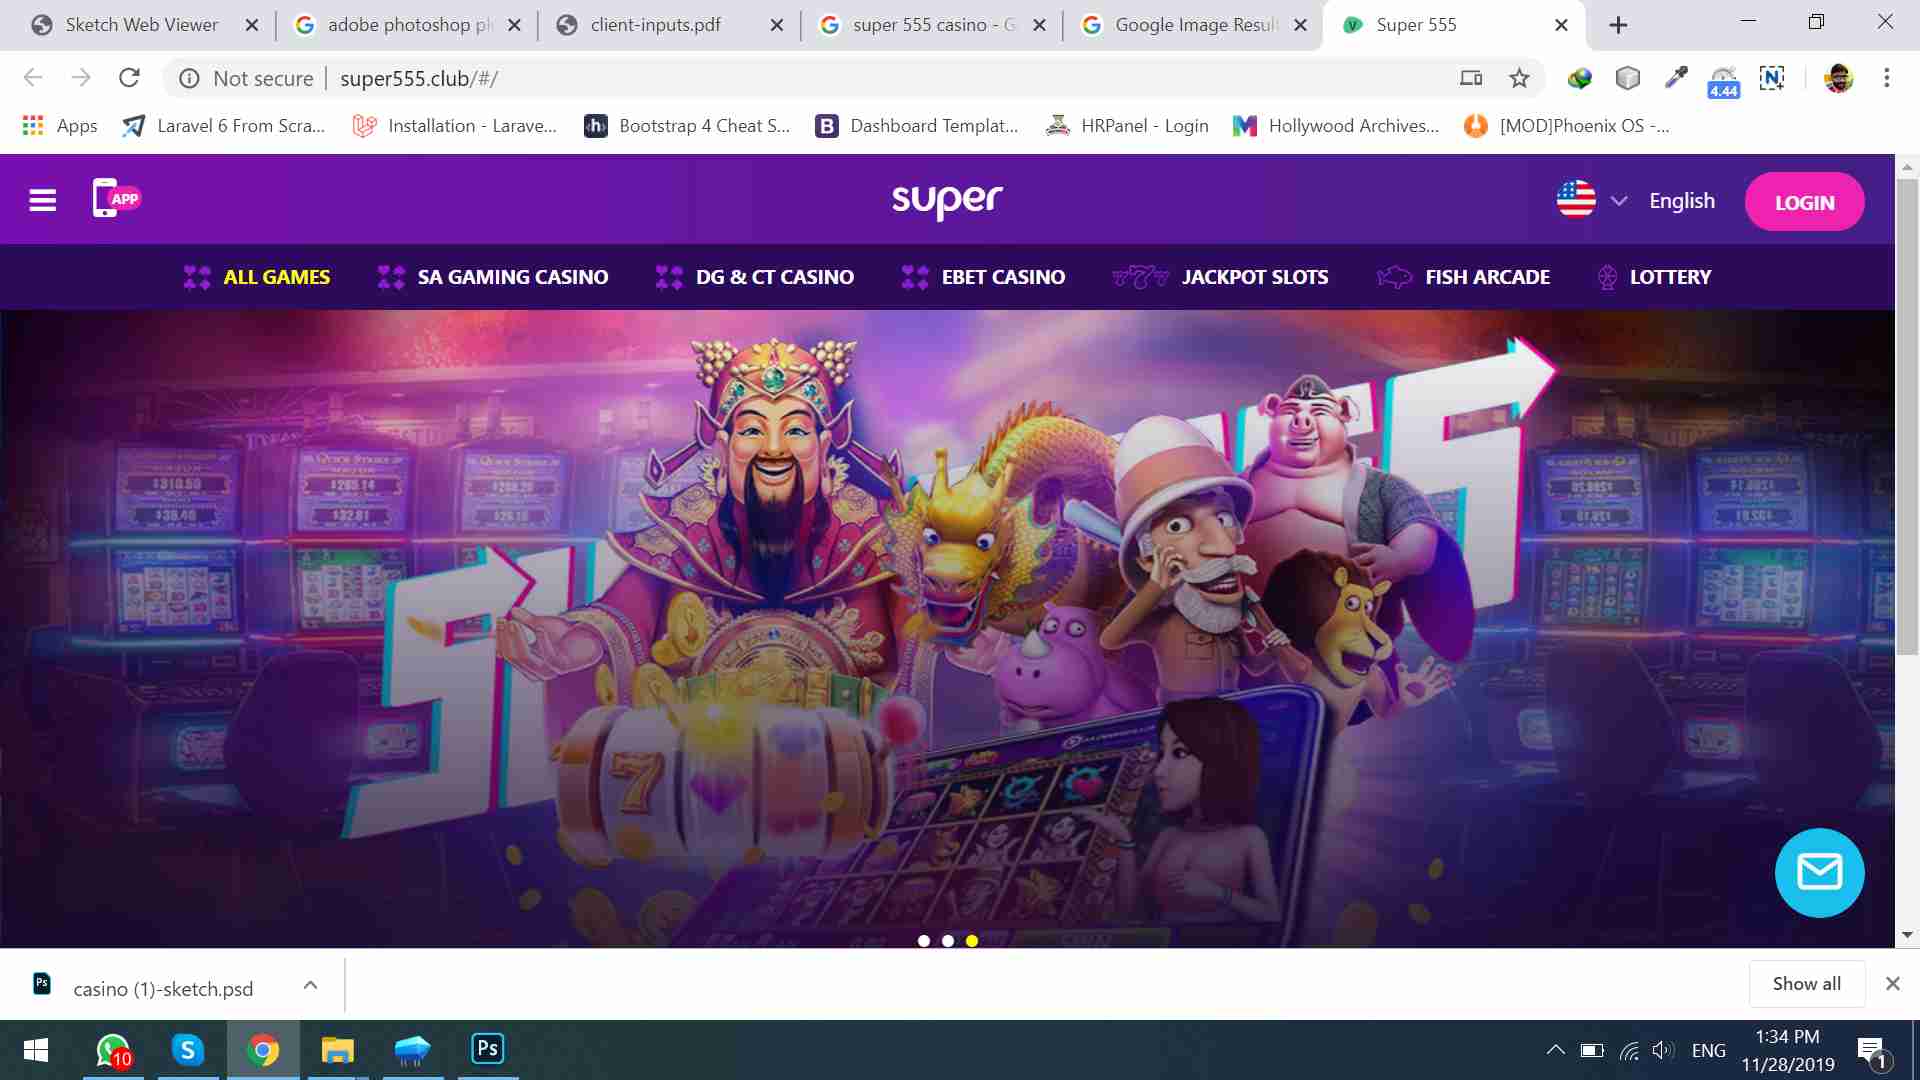 Sketch Web Viewer
adobe photoshop pl
client-inputs.pdf
super 555 casino - G
Google Image Result
Super 555
Not secure
super555.club/#/
4.44
Apps
Laravel 6 From Scra...
Installation - Larave...
Bootstrap 4 Cheat S...
Dashboard Templat...
HRPanel - Login
Hollywood Archives...
[MOD]Phoenix OS -...
APP
super
English
LOGIN
ALL GAMES
SA GAMING CASINO
DG & CT CASINO
EBET CASINO
JACKPOT SLOTS
FISH ARCADE
LOTTERY
7
casino (1)-sketch.psd
Show all
10
Ps
ENG
1:34 PM
11/28/2019
1